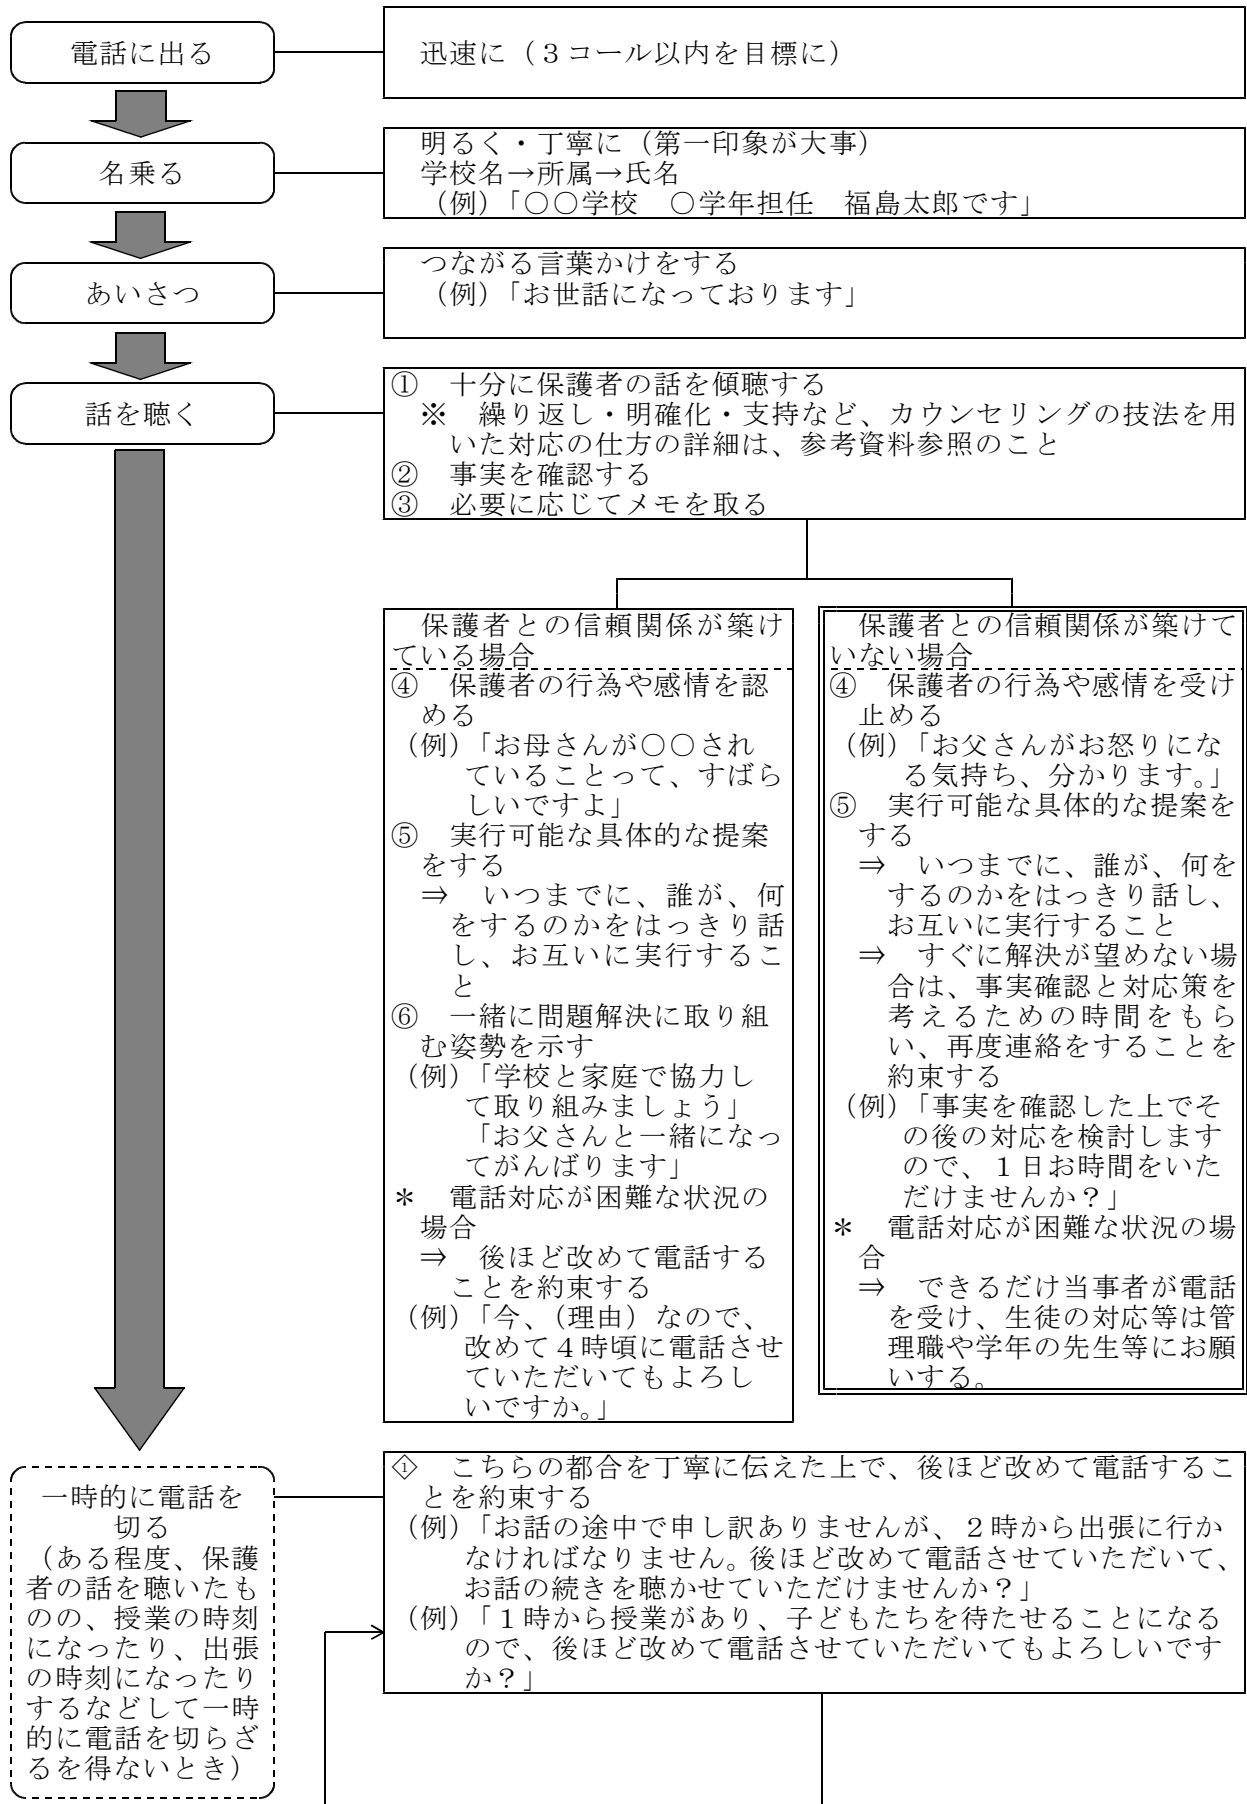 電話に出る
迅速に（３コール以内を目標に）
名乗る
明るく・丁寧に（第一印象が大事）
学校名→所属→氏名
（例）「○○学校　○学年担任　福島太郎です」
あいさつ
つながる言葉かけをする
（例）「お世話になっております」
話を聴く
①　十分に保護者の話を傾聴する
※　繰り返し・明確化・支持など、カウンセリングの技法を用
いた対応の仕方の詳細は、参考資料参照のこと
②　事実を確認する
③　必要に応じてメモを取る
保護者との信頼関係が築け
ている場合
④　保護者の行為や感情を認
める
（例）「お母さんが○○され
ていることって、すばら
しいですよ」
⑤　実行可能な具体的な提案
をする
⇒　いつまでに、誰が、何
をするのかをはっきり話
し、お互いに実行するこ
と
⑥　一緒に問題解決に取り組
む姿勢を示す
（例）「学校と家庭で協力し
て取り組みましょう」
「お父さんと一緒になっ
てがんばります」
＊　電話対応が困難な状況の
場合
⇒　後ほど改めて電話する
ことを約束する
（例）「今、（理由）なので、
改めて４時頃に電話させ
ていただいてもよろし
いですか。」
保護者との信頼関係が築けて
いない場合
④　保護者の行為や感情を受け
止める
（例）「お父さんがお怒りにな
る気持ち、分かります。」
⑤　実行可能な具体的な提案を
する
⇒　いつまでに、誰が、何を
するのかをはっきり話し、
お互いに実行すること
⇒　すぐに解決が望めない場
合は、事実確認と対応策を
考えるための時間をもら
い、再度連絡をすることを
約束する
（例）「事実を確認した上でそ
の後の対応を検討します
ので、１日お時間をいた
だけませんか？」
＊　電話対応が困難な状況の場
合
⇒　できるだけ当事者が電話
を受け、生徒の対応等は管
理職や学年の先生等にお願
いする。
一時的に電話を
切る
（ある程度、保護
者の話を聴いたも
のの、授業の時刻
になったり、出張
の時刻になったり
するなどして一時
的に電話を切らざ
るを得ないとき）
①　こちらの都合を丁寧に伝えた上で、後ほど改めて電話するこ
とを約束する
（例）「お話の途中で申し訳ありませんが、２時から出張に行か
なければなりません。後ほど改めて電話させていただいて、
お話の続きを聴かせていただけませんか？」
（例）「１時から授業があり、子どもたちを待たせることになる
ので、後ほど改めて電話させていただいてもよろしいです
か？」